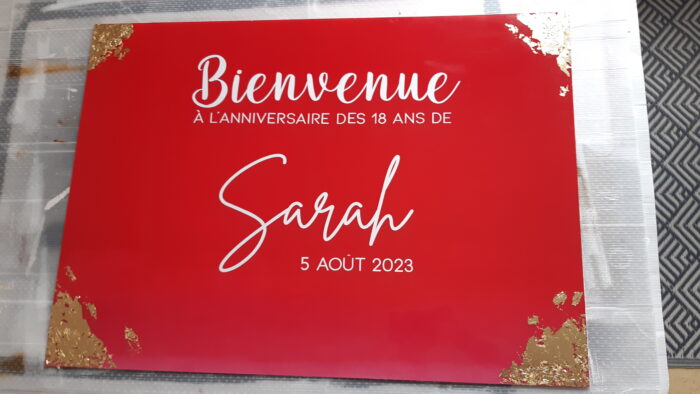 Bienvenue
À L'ANNIVERSAIRE DES 18 ANS DE
Sarah
5 AOÛT 2023